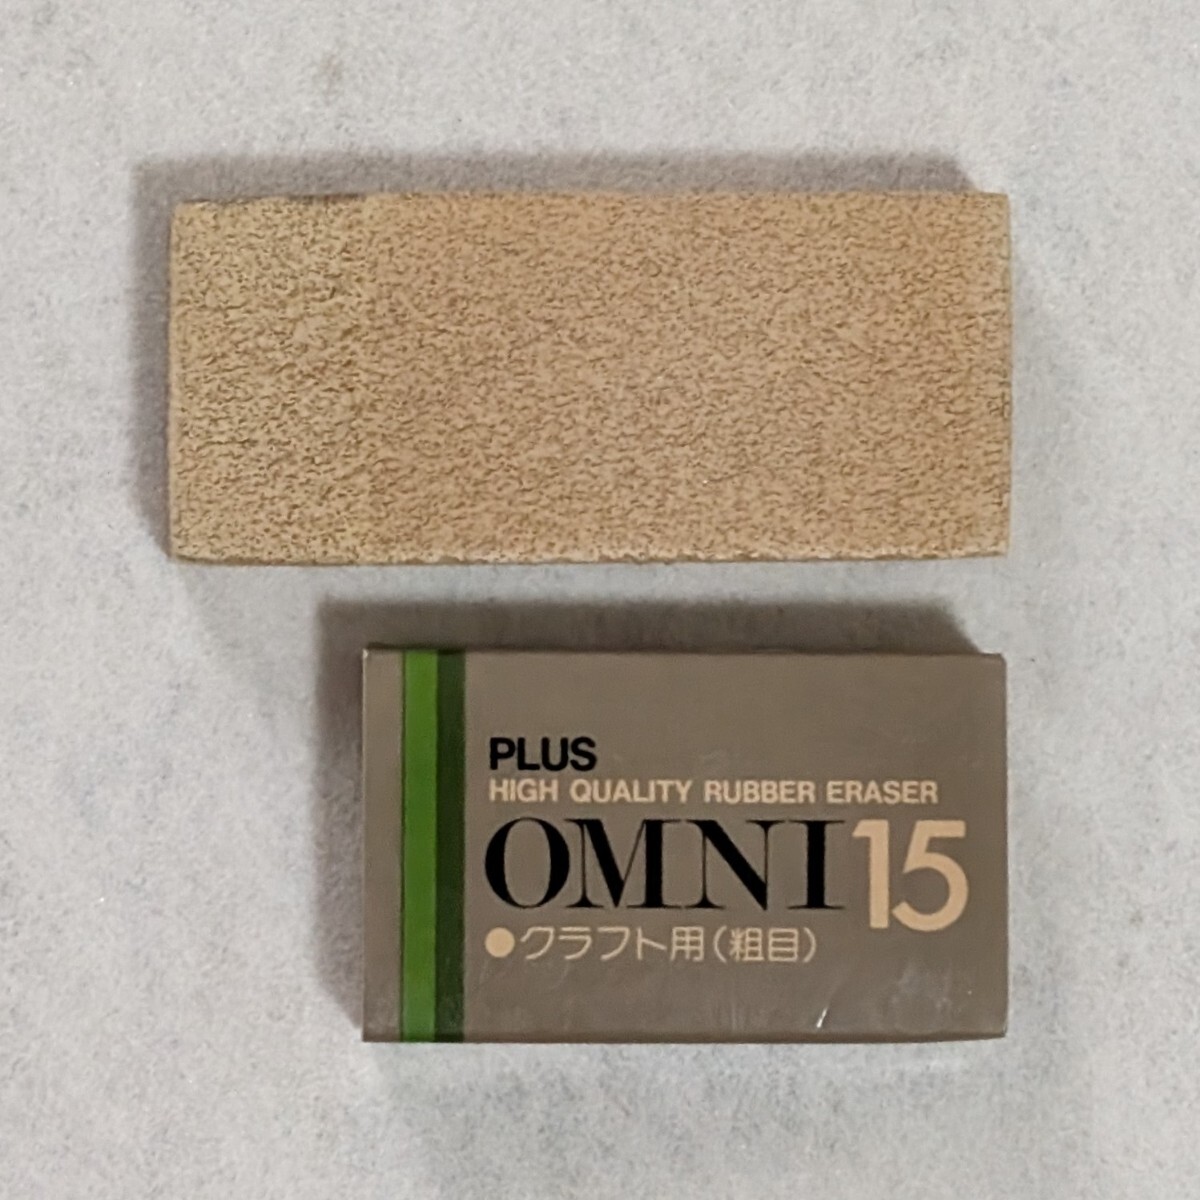 PLUS
HIGH QUALITY RUBBER ERASER
OMNI 15
●クラフト用(粗目)